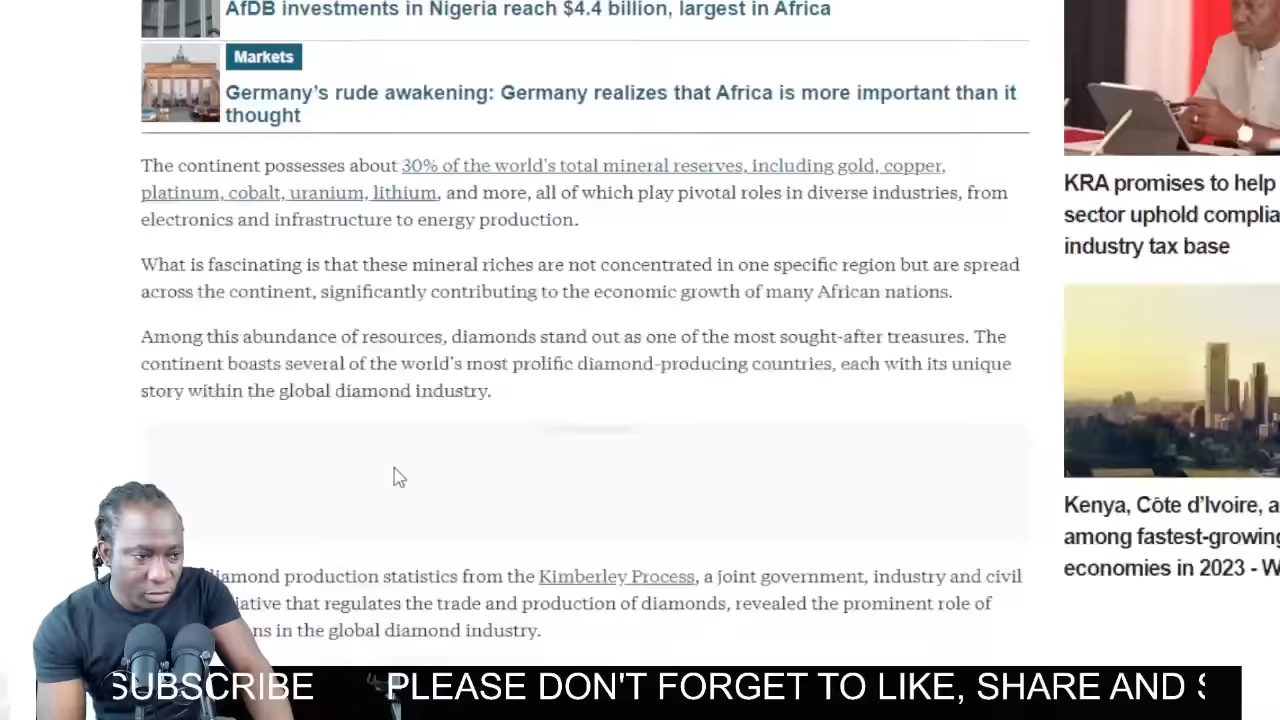 AfDB investments in Nigeria reach $4.4 billion, largest in Africa
Markets
Germany's rude awakening: Germany realizes that Africa is more important than it
thought
The continent possesses about 30% of the world's total mineral reserves, including gold, copper,
platinum, cobalt, uranium, lithium, and more, all of which play pivotal roles in diverse industries, from
electronics and infrastructure to energy production.
What is fascinating is that these mineral riches are not concentrated in one specific region but are spread
across the continent, significantly contributing to the economic growth of many African nations.
Among this abundance of resources, diamonds stand out as one of the most sought-after treasures. The
continent boasts several of the world's most prolific diamond-producing countries, each with its unique
story within the global diamond industry.
diamond production statistics from the Kimberley Process, a joint government, industry and civil
iative that regulates the trade and production of diamonds, revealed the prominent role of
ns in the global diamond industry.
KRA promises to help
sector uphold complia
industry tax base
Kenya, Côte d'Ivoire, a
among fastest-growing
economies in 2023 - W
SUBSCRIBE PLEASE DON'T FORGET TO LIKE, SHARE AND S